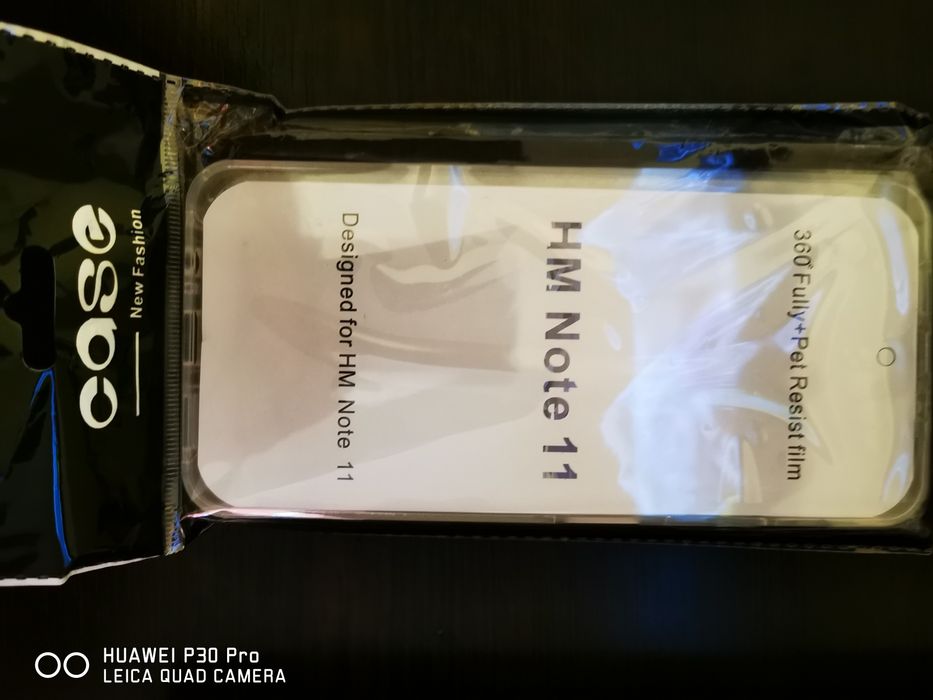 case
New Fashion
360°Fully+Pet Resist film
HM Note 11
Designed for HM Note 11
HUAWEI P30 Pro
LEICA QUAD CAMERA